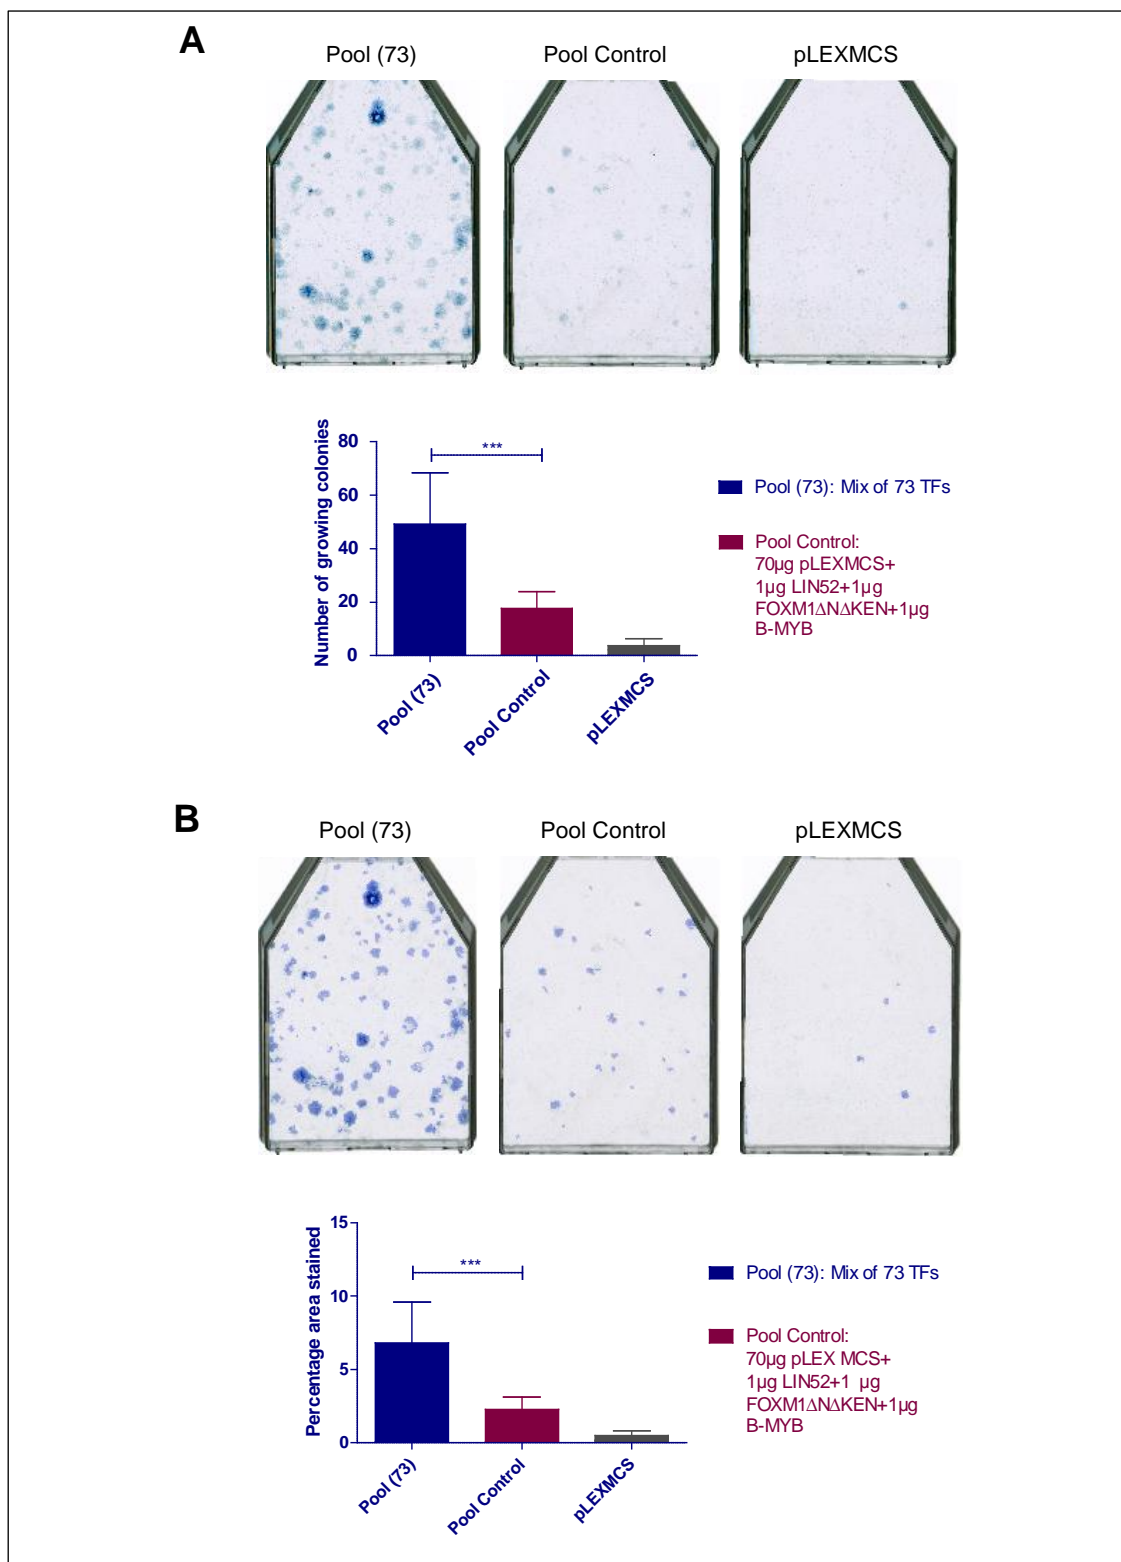 A
Pool (73)
Pool Control
pLEXMCS
Number of growing colonies
80
60
40
20
0
***
Pool (73)
Pool Control
pLEXMCS
Pool (73): Mix of 73 TFs
Pool Control:
70µg pLEXMCS+
1µg LIN52+1µg
FOXM1ΔNΔKEN+1µg
B-MYB
B
Pool (73)
Pool Control
pLEXMCS
Percentage area stained
15
10
5
0
***
Pool (73)
Pool Control
pLEXMCS
Pool (73): Mix of 73 TFs
Pool Control:
70µg pLEX MCS+
1µg LIN52+1 µg
FOXM1ΔNΔKEN+1µg
B-MYB